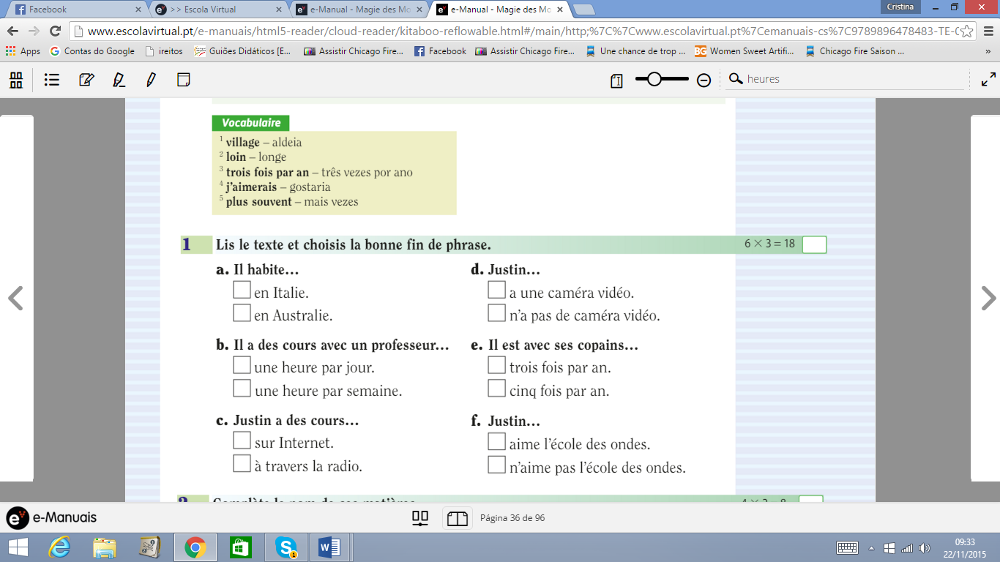 Facebook
>> Escola Virtual
e-Manual - Magie des Mo
e-Manual - Magie des Mo
Cristina
www.escolavirtual.pt/e-manuais/html5-reader/cloud-reader/kitaboo-reflowable.html#/main/http;%7C%7Cwww.escolavirtual.pt%7Cemanuais-cs%7C9789896478483-TE-0
Apps
Contas do Google
ireitos
Guiões Didáticos [E...
Assistir Chicago Fire...
Facebook
Assistir Chicago Fire...
Une chance de trop ...
BG Women Sweet Artifi...
Chicago Fire Saison ...
»
heures
Vocabulaire
1 village – aldeia
2 loin – longe
3 trois fois par an – três vezes por ano
4 j'aimerais – gostaria
5 plus souvent – mais vezes
1 Lis le texte et choisis la bonne fin de phrase. 6 × 3 = 18
a. Il habite…
en Italie.
en Australie.
b. Il a des cours avec un professeur…
une heure par jour.
une heure par semaine.
c. Justin a des cours…
sur Internet.
à travers la radio.
d. Justin…
a une caméra vidéo.
n'a pas de caméra vidéo.
e. Il est avec ses copains…
trois fois par an.
cinq fois par an.
f. Justin…
aime l'école des ondes.
n'aime pas l'école des ondes.
e-Manuais
Página 36 de 96
09:33
22/11/2015